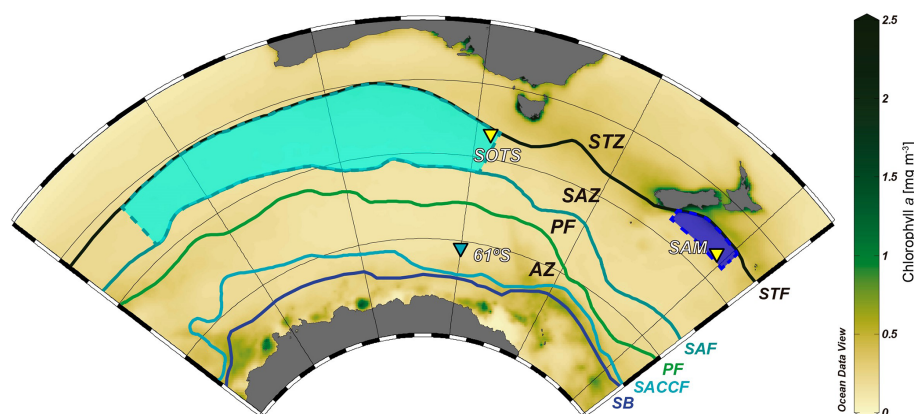 2.5
2
1.5
1
0.5
0
Chlorophyll a [mg m-3]
Ocean Data View
STZ
SOTS
SAZ
PF
SAM
61ºS
AZ
STF
SAF
PF
SACCF
SB